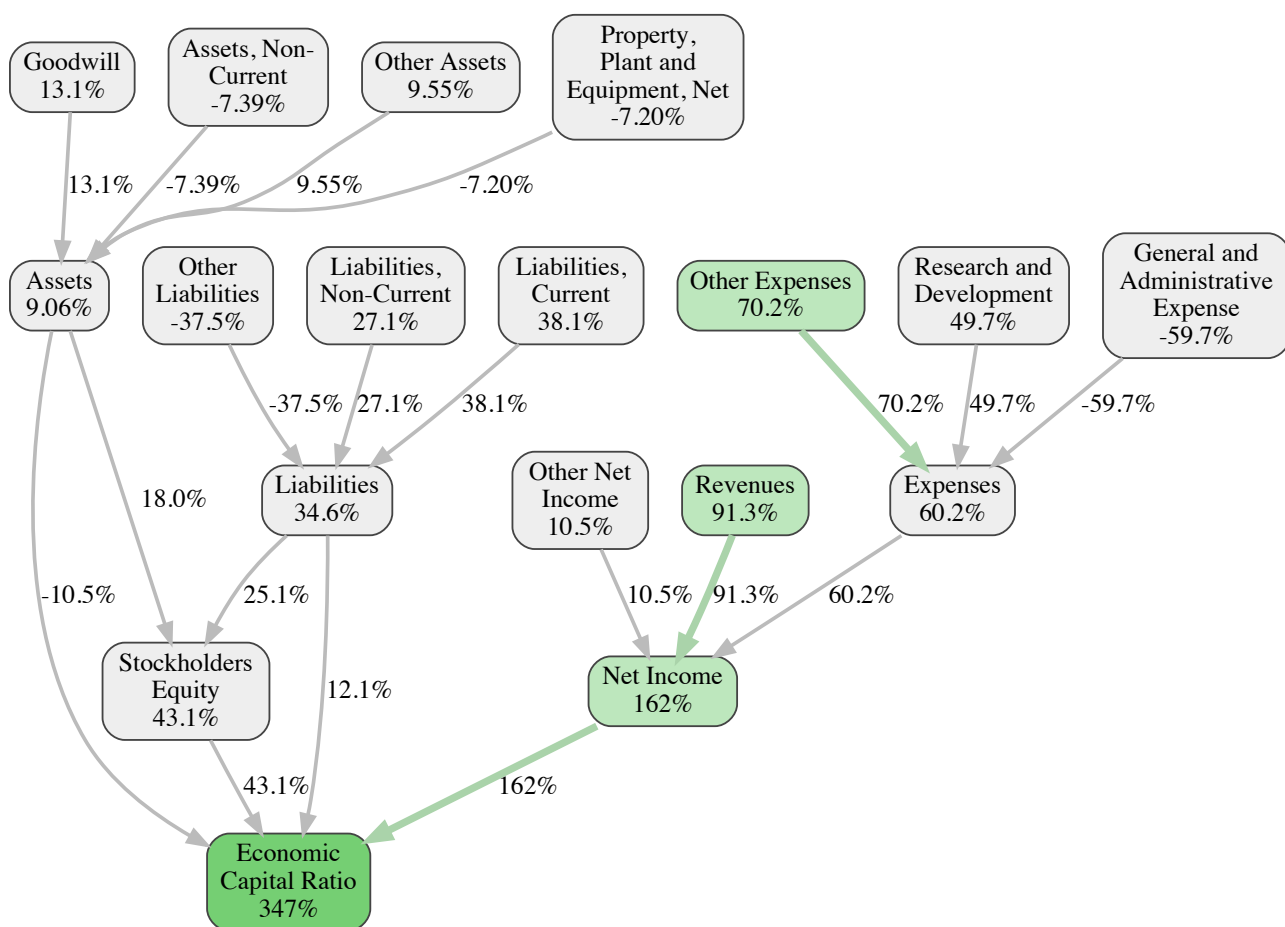 Goodwill
13.1%
Assets, Non-
Current
-7.39%
Other Assets
9.55%
Property,
Plant and
Equipment, Net
-7.20%
13.1%
-7.39%
9.55%
-7.20%
Assets
9.06%
Other
Liabilities
-37.5%
Liabilities,
Non-Current
27.1%
Liabilities,
Current
38.1%
Other Expenses
70.2%
Research and
Development
49.7%
General and
Administrative
Expense
-59.7%
-37.5%
27.1%
38.1%
70.2%
49.7%
-59.7%
18.0%
Liabilities
34.6%
Other Net
Income
10.5%
Revenues
91.3%
Expenses
60.2%
-10.5%
25.1%
10.5%
91.3%
60.2%
Stockholders
Equity
43.1%
12.1%
Net Income
162%
43.1%
162%
Economic
Capital Ratio
347%